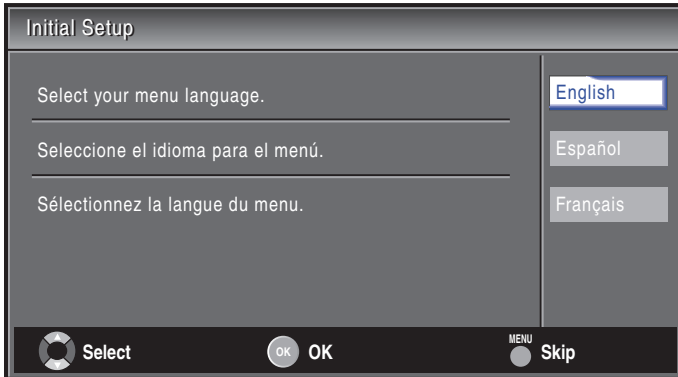 Initial Setup
Select your menu language.
English
Seleccione el idioma para el menú.
Español
Sélectionnez la langue du menu.
Français
Select
OK OK
MENU Skip